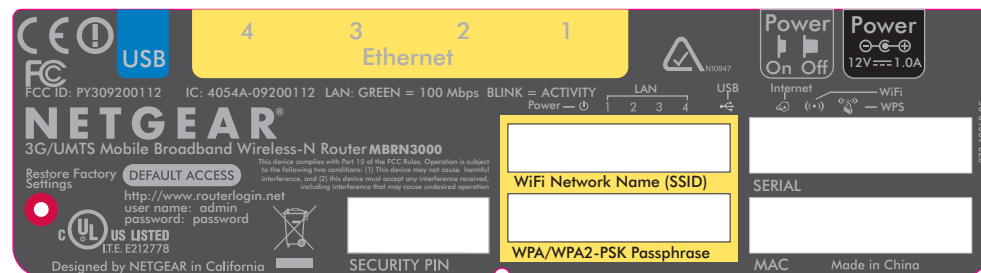 4 3 2 1
Ethernet
USB
Power
On Off
Power
12V 1.0A
N10947
FC
FCC ID: PY309200112 IC: 4054A-09200112 LAN: GREEN = 100 Mbps BLINK = ACTIVITY
LAN
USB
Internet
WiFi
Power 1 2 3 4
WPS
NETGEAR®
3G/UMTS Mobile Broadband Wireless-N Router MBRN3000
This device complies with Part 15 of the FCC Rules. Operation is subject
to the following two conditions: (1) This device may not cause harmful
interference, and (2) this device must accept any interference received,
including interference that may cause undesired operation
Restore Factory
Settings
DEFAULT ACCESS
http://www.routerlogin.net
user name: admin
password: password
C UL US LISTED
I.T.E. E212778
Designed by NETGEAR in California
SECURITY PIN
WiFi Network Name (SSID)
WPA/WPA2-PSK Passphrase
SERIAL
MAC
Made in China